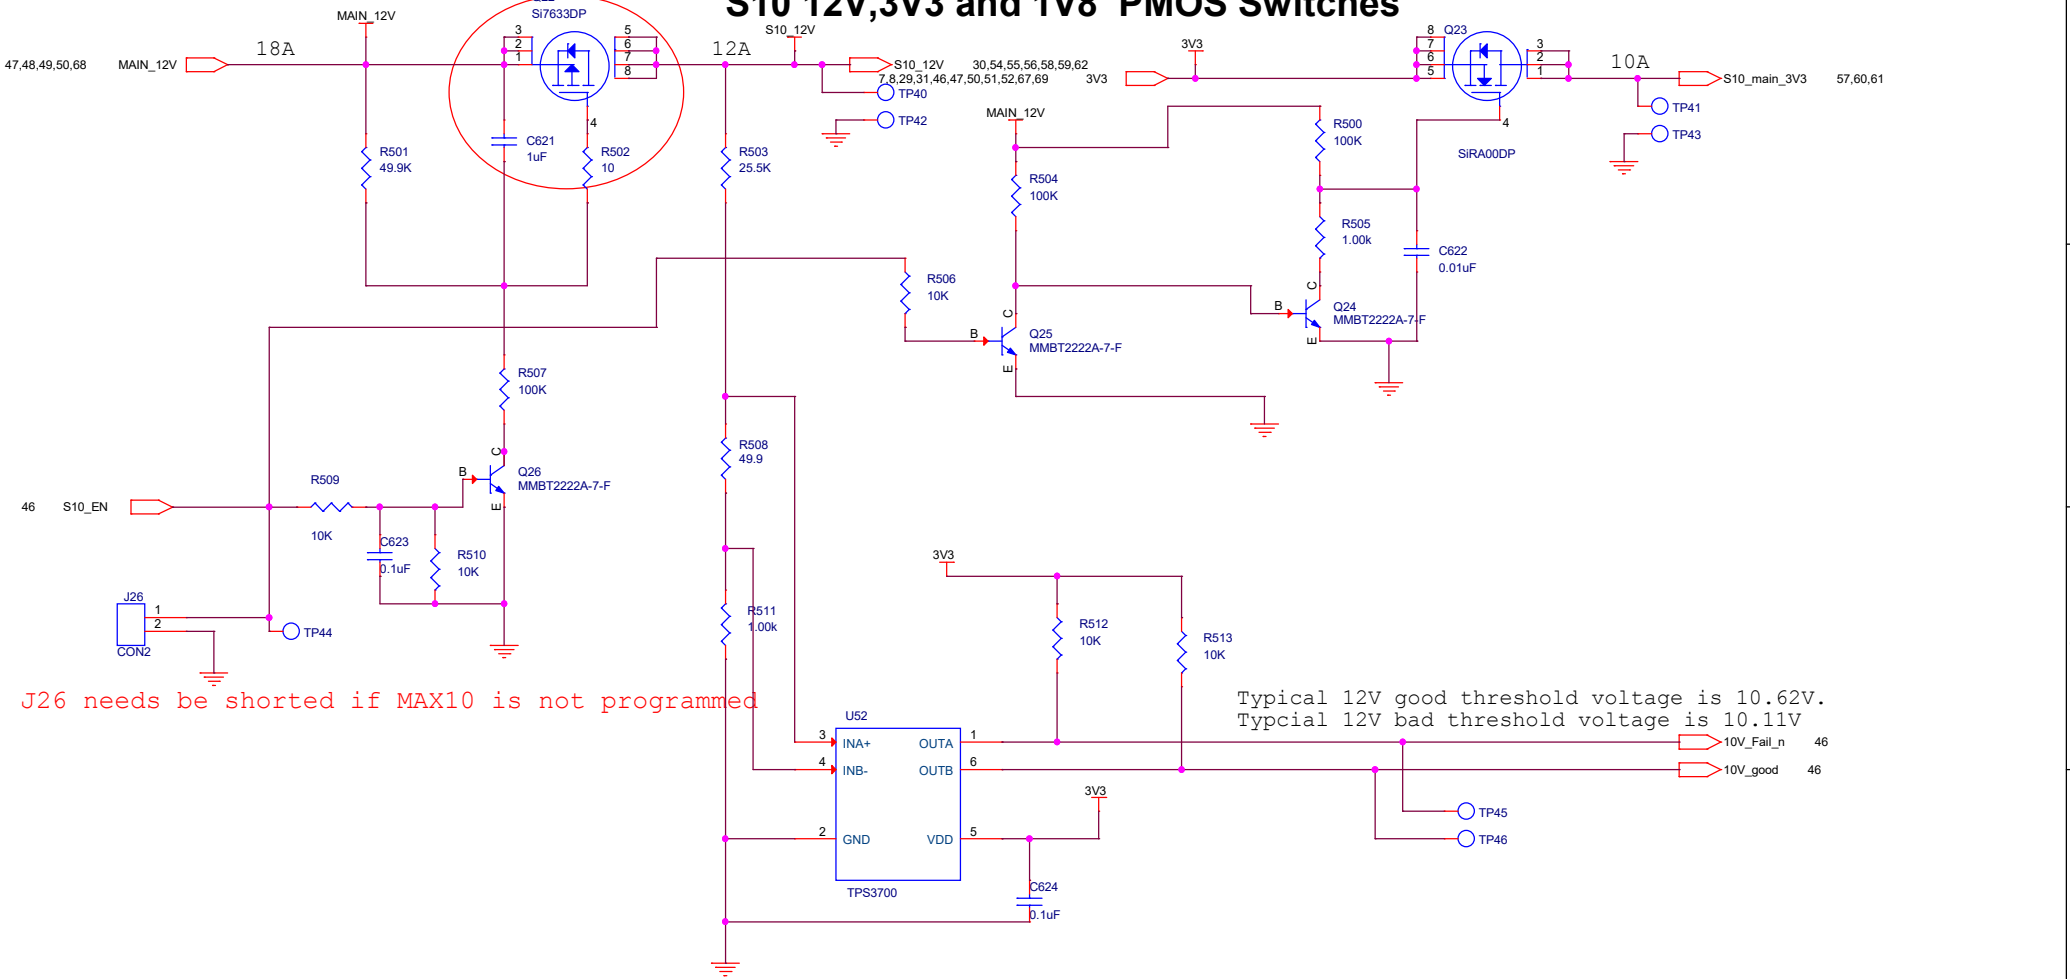 S10 12V,3V3 and 1V8 PMOS Switches
Si7633DP
MAIN_12V
18A
47,48,49,50,68 MAIN_12V
3
2
1
5
6
7
8
4
12A
S10_12V
S10_12V 30,54,55,56,58,59,62
7,8,29,31,46,47,50,51,52,67,69 3V3
TP40
TP42
3V3
8
7
6
5
Q23
3
2
1
4
10A
S10_main_3V3 57,60,61
TP41
TP43
SiRA00DP
C621
1uF
R501
49.9K
R502
10
R503
25.5K
MAIN_12V
R504
100K
R500
100K
R505
1.00k
C622
0.01uF
R506
10K
B
C
E
Q25
MMBT2222A-7-F
B
C
E
Q24
MMBT2222A-7-F
R507
100K
B
C
E
Q26
MMBT2222A-7-F
R508
49.9
46 S10_EN
R509
10K
C623
0.1uF
R510
10K
J26
1
2
CON2
TP44
J26 needs be shorted if MAX10 is not programmed
R511
1.00k
3V3
R512
10K
R513
10K
Typical 12V good threshold voltage is 10.62V.
Typcial 12V bad threshold voltage is 10.11V
U52
3 INA+ OUTA 1
4 INB- OUTB 6
2 GND VDD 5
TPS3700
10V_Fail_n 46
10V_good 46
3V3
TP45
TP46
C624
0.1uF